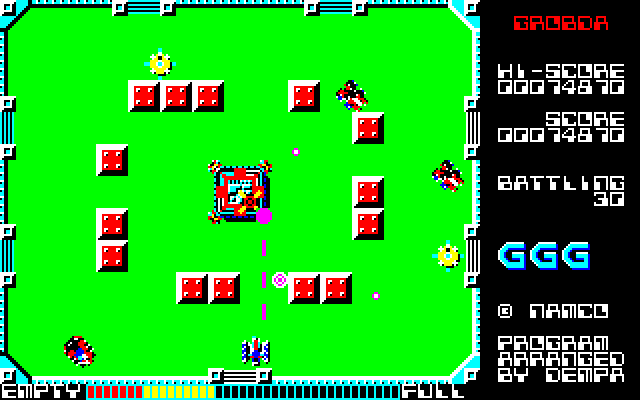 GROBDA
HI-SCORE
00074870
SCORE
00074870
BATTLING
30
GGG
© NAMCO
PROGRAM
ARRANGED
BY DEMPA
EMPTY FULL